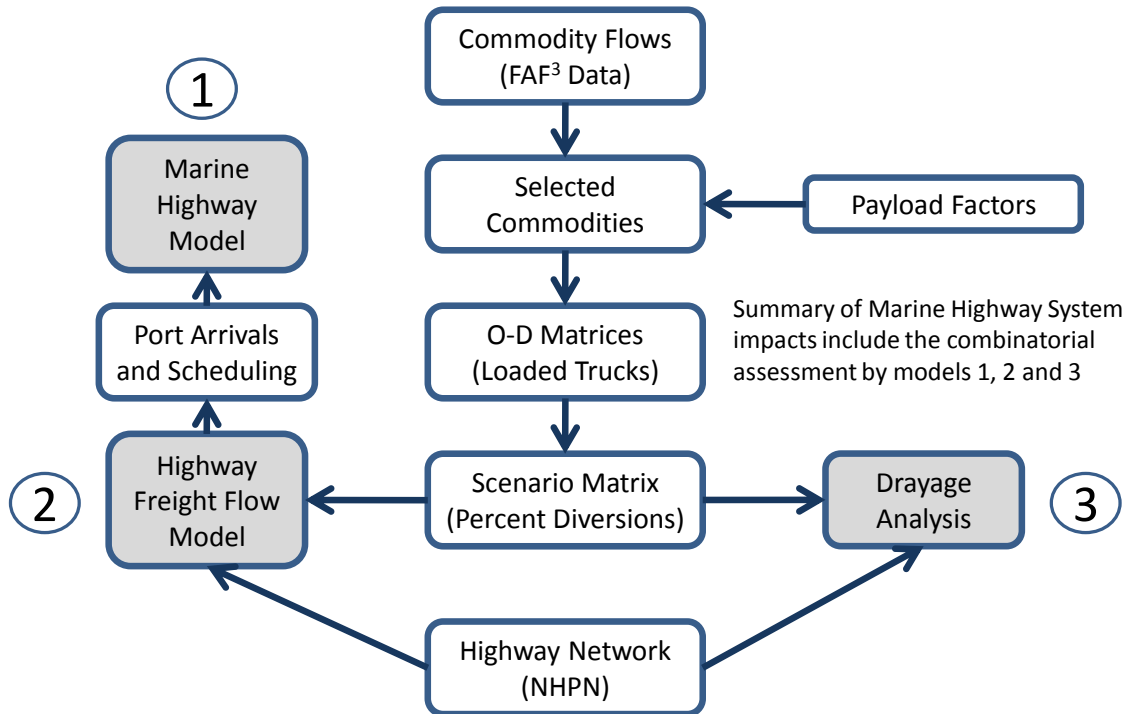 Commodity Flows
(FAF³ Data)
1
Marine
Highway
Model
Selected
Commodities
Payload Factors
Port Arrivals
and Scheduling
O-D Matrices
(Loaded Trucks)
Summary of Marine Highway System
impacts include the combinatorial
assessment by models 1, 2 and 3
2
Highway
Freight Flow
Model
Scenario Matrix
(Percent Diversions)
Drayage
Analysis
3
Highway Network
(NHPN)